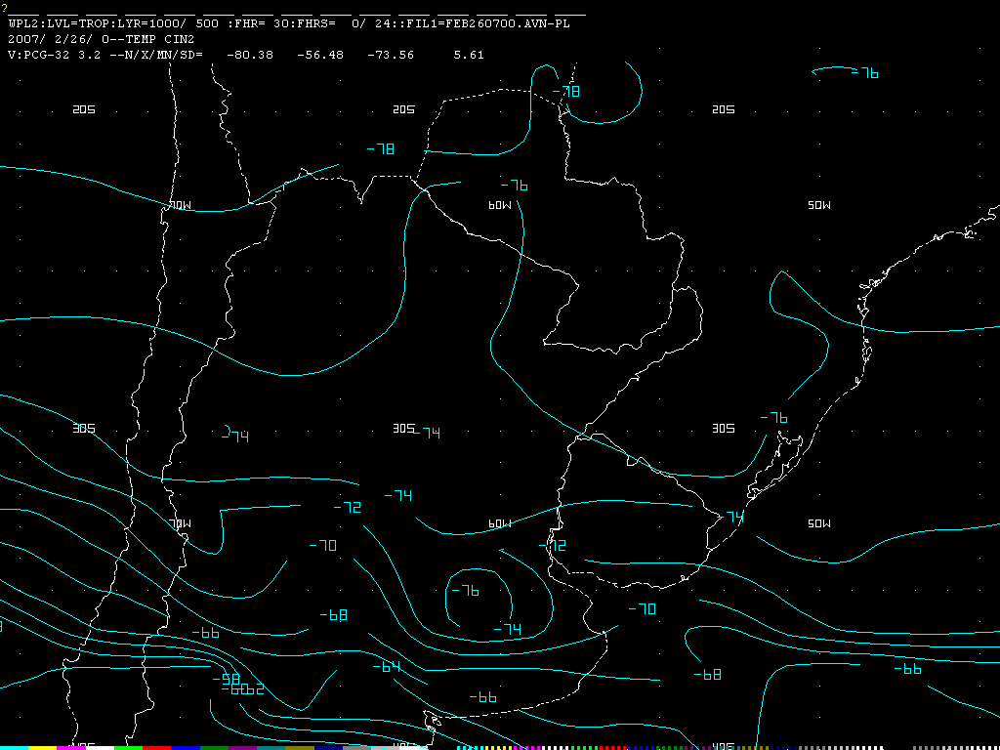 ?
WPL2:LVL=TROP:LYR=1000/ 500 :FHR= 30:FHRS=  0/ 24::FIL1=FEB260700.AVN-PL
2007/ 2/26/ 0--TEMP CIN2
V:PCG-32 3.2 --N/X/MN/SD=   -80.38   -56.48   -73.56    5.61
-76
-78
20S 20S 20S
-78
-76
70W 60W 50W
-76
30S 30S 30S
-74 -74
-74
-72
74
70W 60W 50W
-70 -72
-76
-70
-68
-74
-66
-64 -66
-68
-58
-66